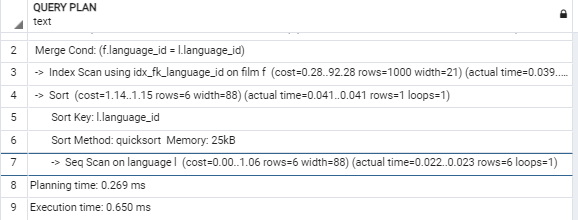 QUERY PLAN
text
2 Merge Cond: (f.language_id = l.language_id)
3 -> Index Scan using idx_fk_language_id on film f (cost=0.28..92.28 rows=1000 width=21) (actual time=0.039.....
4 -> Sort (cost=1.14..1.15 rows=6 width=88) (actual time=0.041..0.041 rows=1 loops=1)
5 Sort Key: l.language_id
6 Sort Method: quicksort Memory: 25kB
7 -> Seq Scan on language l (cost=0.00..1.06 rows=6 width=88) (actual time=0.022..0.023 rows=6 loops=1)
8 Planning time: 0.269 ms
9 Execution time: 0.650 ms